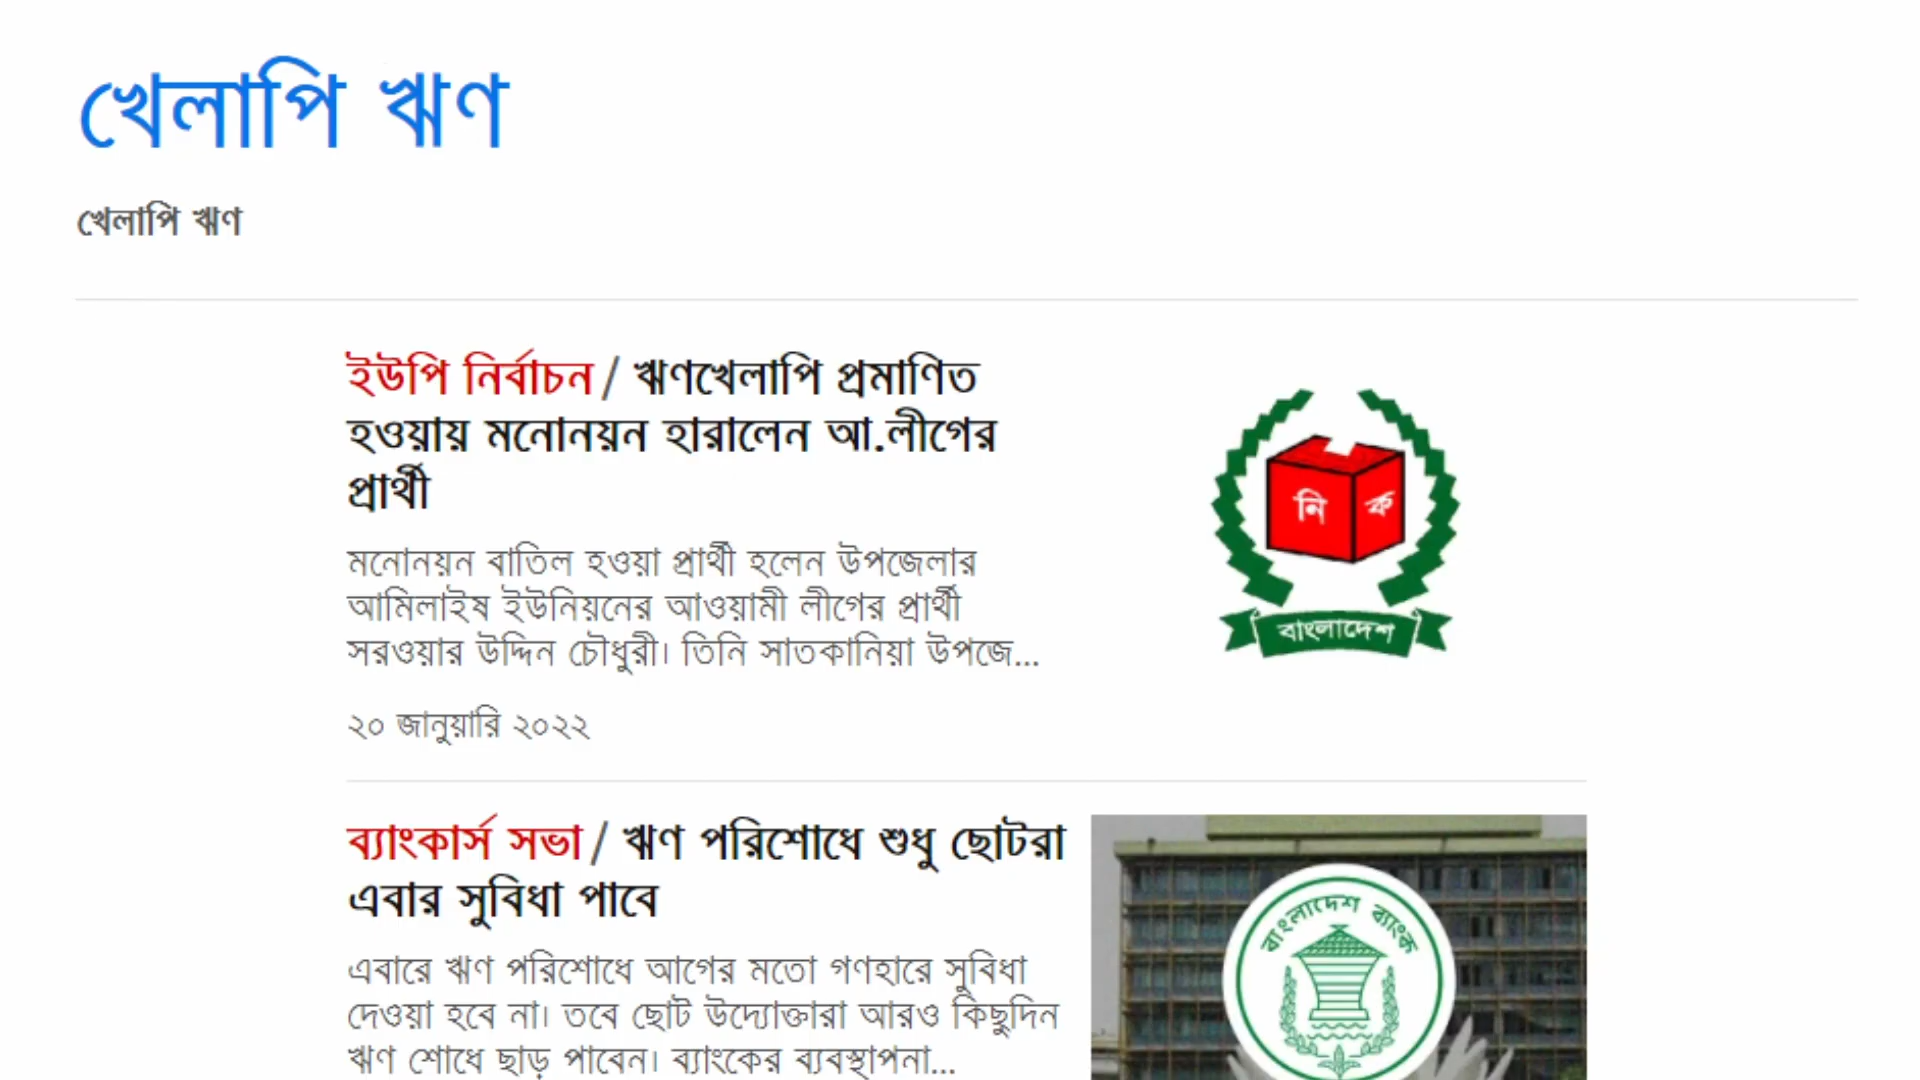 খেলাপি ঋণ
খেলাপি ঋণ
ইউপি নির্বাচন / ঋণখেলাপি প্রমাণিত
হওয়ায় মনোনয়ন হারালেন আ.লীগের
প্রার্থী
মনোনয়ন বাতিল হওয়া প্রার্থী হলেন উপজেলার
আমিলাইষ ইউনিয়নের আওয়ামী লীগের প্রার্থী
সরওয়ার উদ্দিন চৌধুরী। তিনি সাতকানিয়া উপজে...
২০ জানুয়ারি ২০২২
নি ক
বাংলাদেশ
ব্যাংকার্স সভা / ঋণ পরিশোধে শুধু ছোটরা
এবার সুবিধা পাবে
এবারে ঋণ পরিশোধে আগের মতো গণহারে সুবিধা
দেওয়া হবে না। তবে ছোট উদ্যোক্তারা আরও কিছুদিন
ঋণ শোধে ছাড় পাবেন। ব্যাংকের ব্যবস্থাপনা...
বাংলাদেশ ব্যাংক